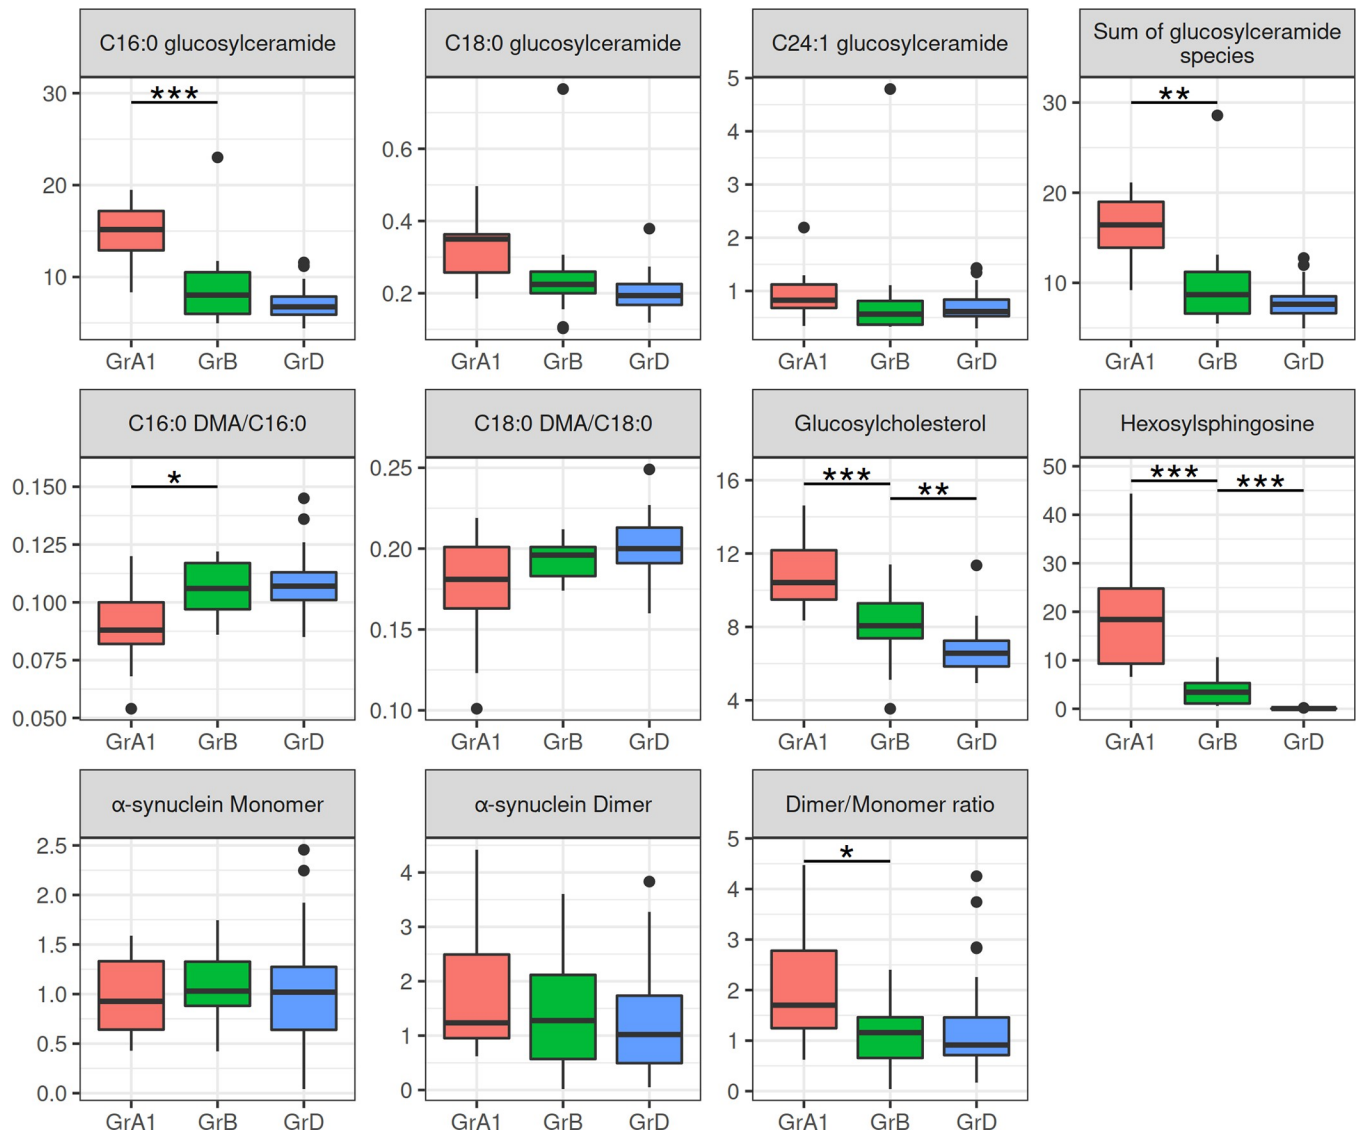 C16:0 glucosylceramide
C18:0 glucosylceramide
C24:1 glucosylceramide
Sum of glucosylceramide
species
30
20
10
***
GrA1 GrB GrD
0.6
0.4
0.2
GrA1 GrB GrD
5
4
3
2
1
GrA1 GrB GrD
30
20
10
**
GrA1 GrB GrD
C16:0 DMA/C16:0
C18:0 DMA/C18:0
Glucosylcholesterol
Hexosylsphingosine
0.150
0.125
0.100
0.075
0.050
*
GrA1 GrB GrD
0.25
0.20
0.15
0.10
GrA1 GrB GrD
16
12
8
4
*** **
GrA1 GrB GrD
50
40
30
20
10
0
*** ***
GrA1 GrB GrD
α-synuclein Monomer
α-synuclein Dimer
Dimer/Monomer ratio
2.5
2.0
1.5
1.0
0.5
0.0
GrA1 GrB GrD
4
3
2
1
0
GrA1 GrB GrD
5
4
3
2
1
0
*
GrA1 GrB GrD